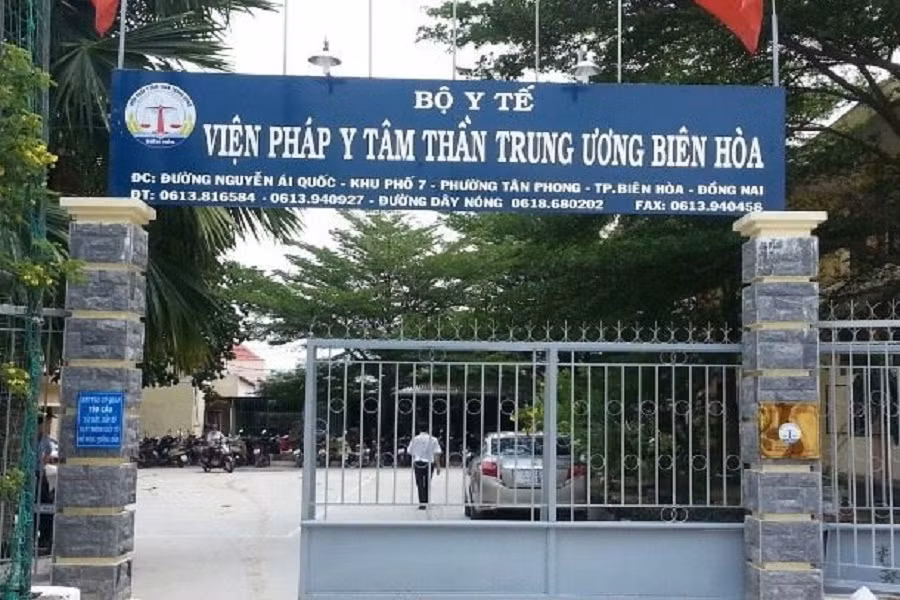 BỘ Y TẾ
VIỆN PHÁP Y TÂM THẦN TRUNG ƯƠNG BIÊN HÒA
ĐC: ĐƯỜNG NGUYỄN ÁI QUỐC - KHU PHỐ 7 - PHƯỜNG TÂN PHONG - TP.BIÊN HÒA - ĐỒNG NAI
ĐT: 0613.816584 - 0613.940927 - ĐƯỜNG DÂY NÓNG 0618.680202 FAX: 0613.940458
BIÊN HÒA